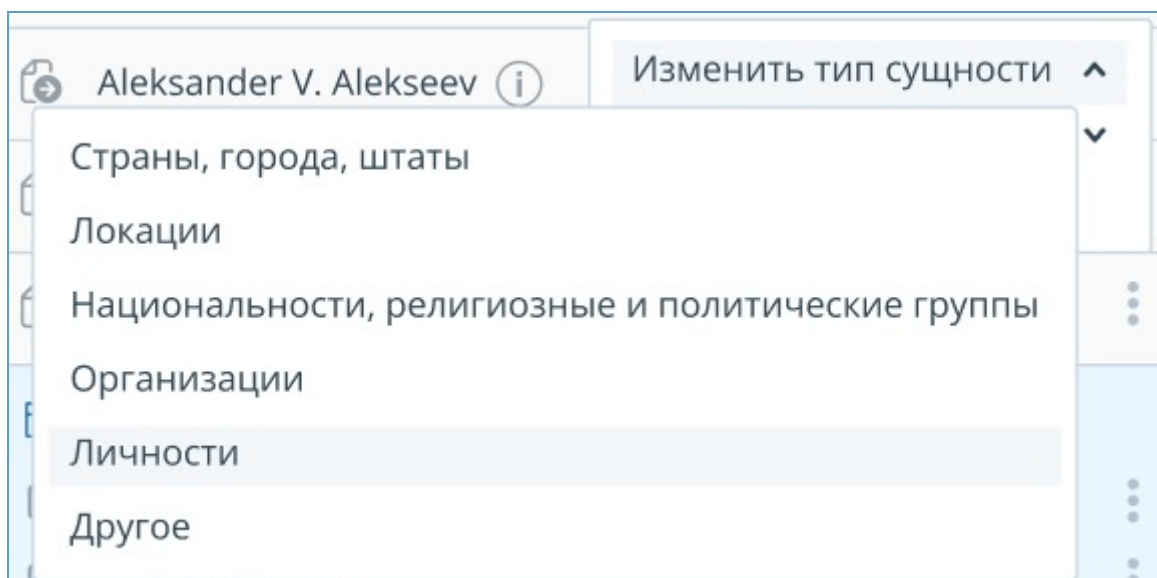 Aleksander V. Alekseev
Изменить тип сущности
Страны, города, штаты
Локации
Национальности, религиозные и политические группы
Организации
Личности
Другое